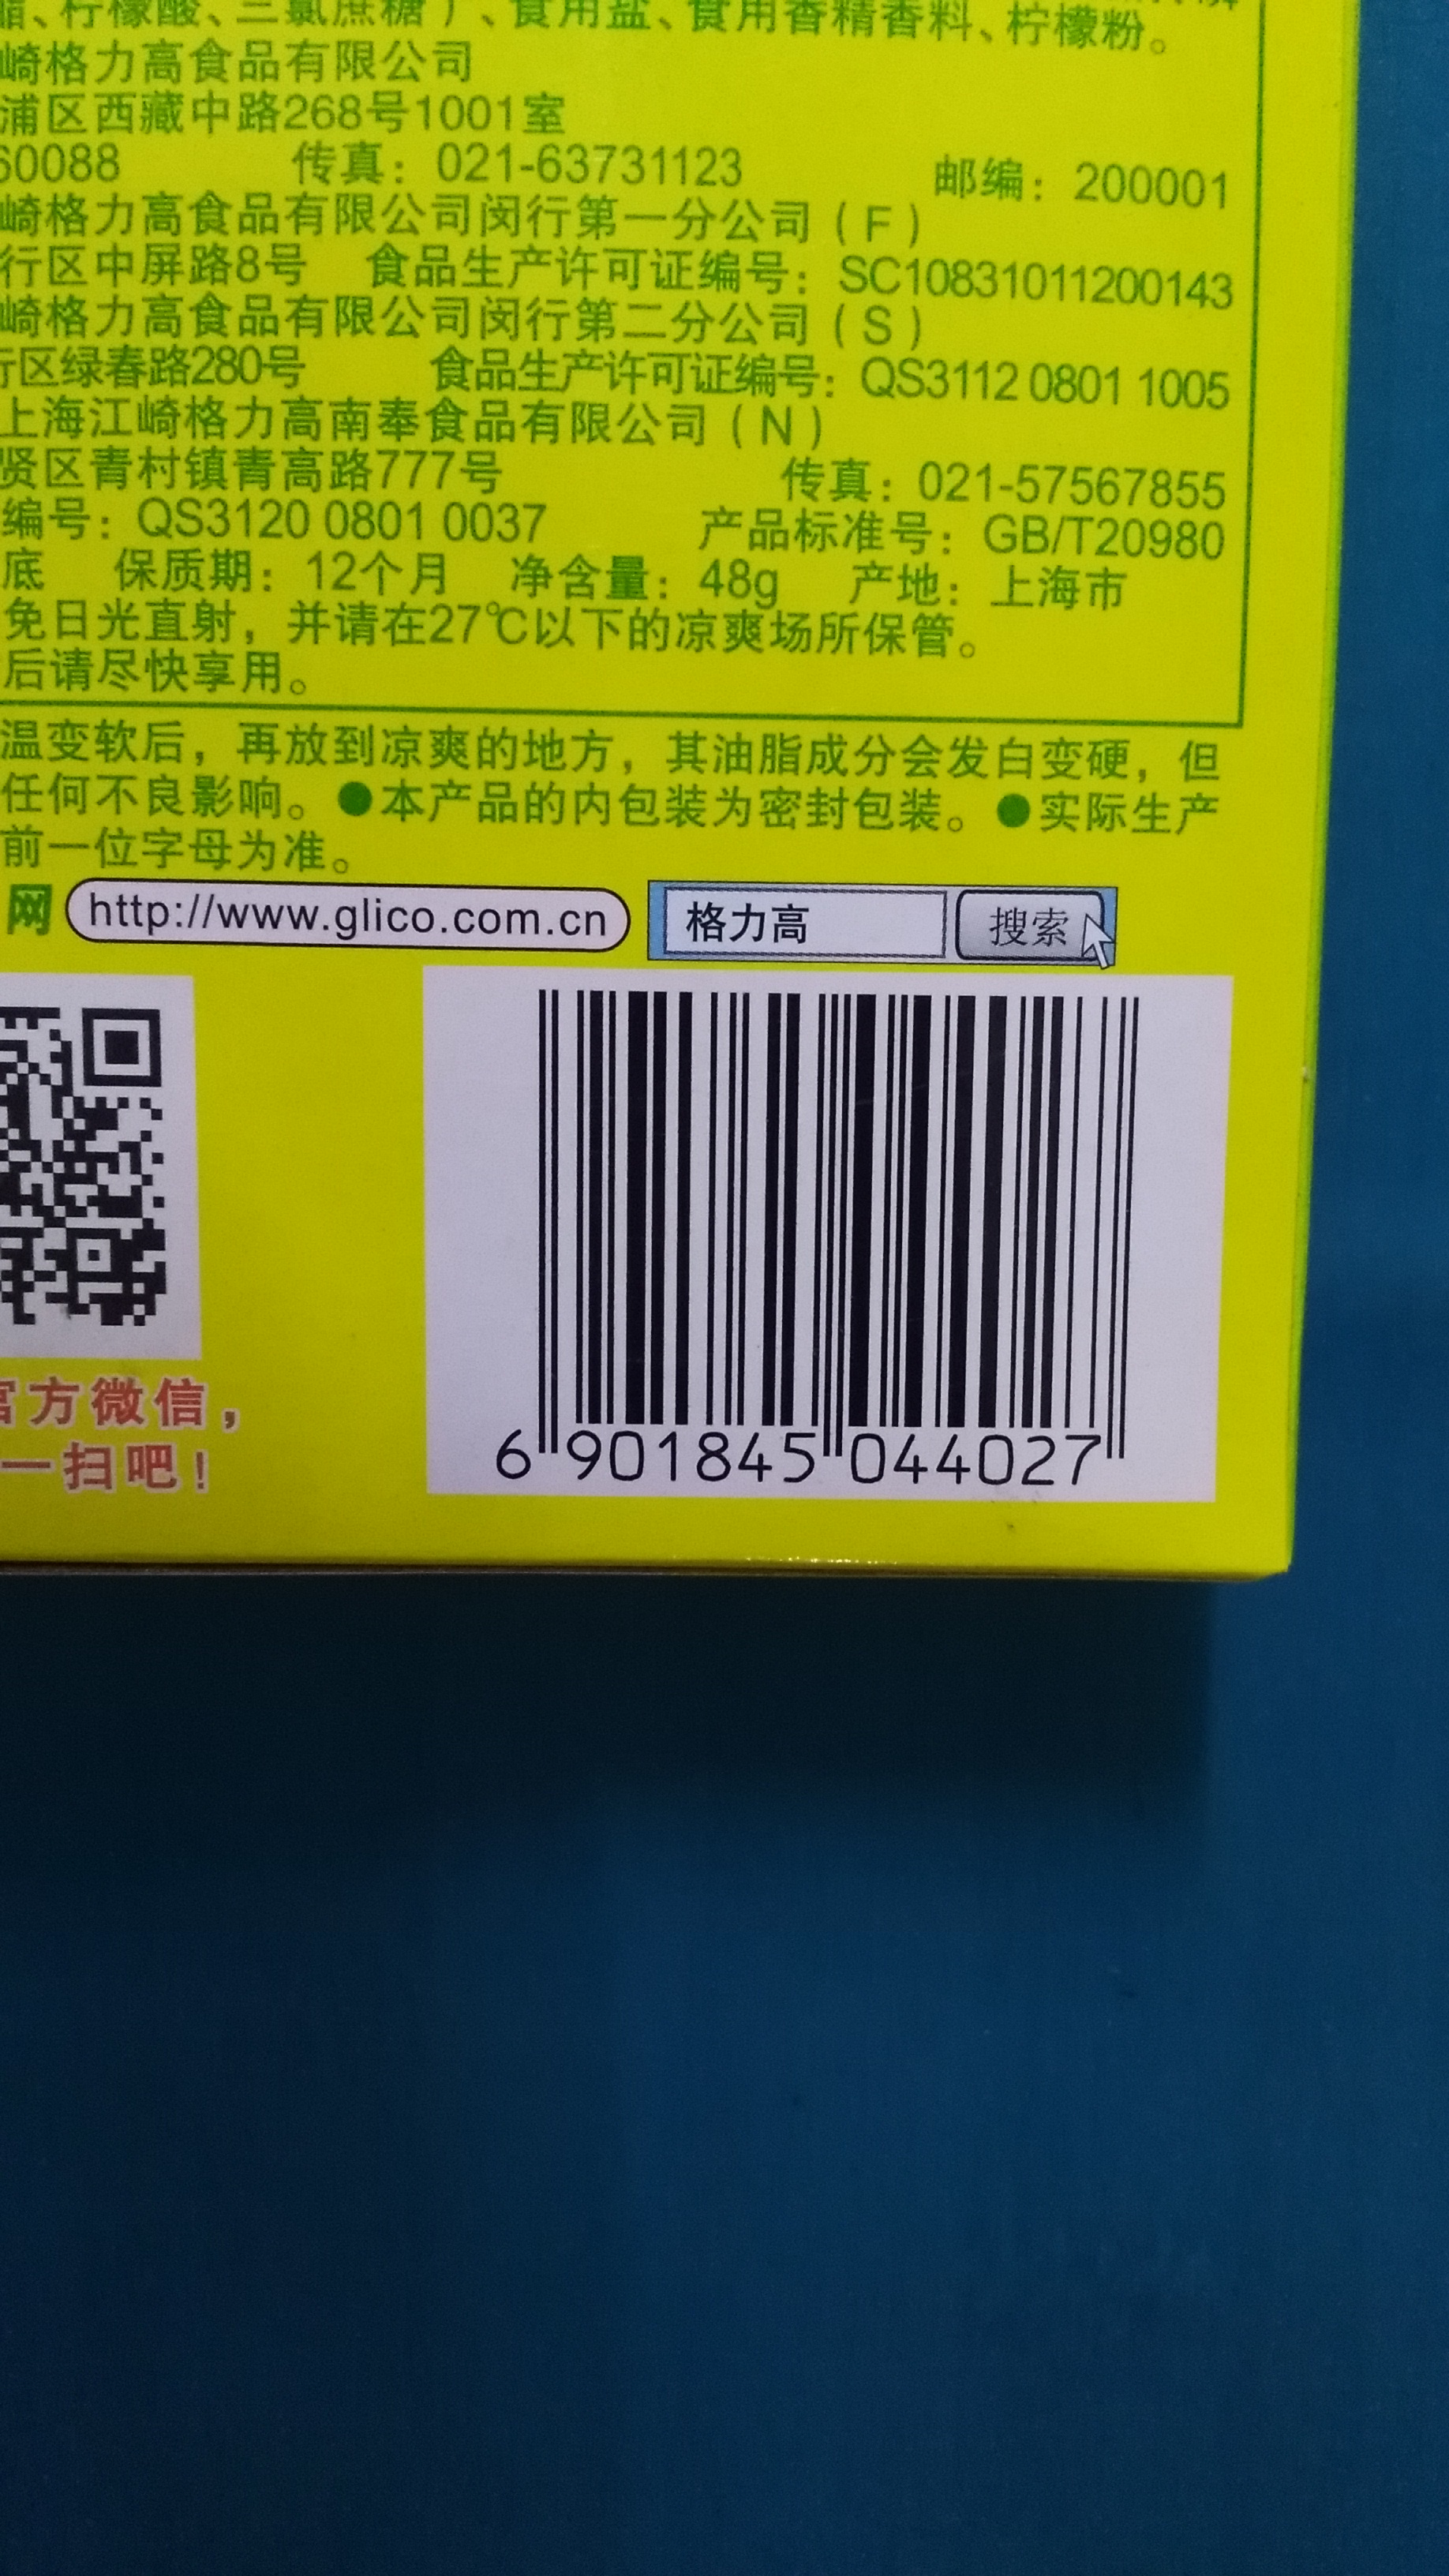 、柠檬酸、三氯蔗糖）、食用盐、食用香精香料、柠檬粉。
崎格力高食品有限公司
浦区西藏中路268号1001室
60088 传真：021-63731123 邮编：200001
崎格力高食品有限公司闵行第一分公司（F）
行区中屏路8号 食品生产许可证编号：SC10831011200143
崎格力高食品有限公司闵行第二分公司（S）
行区绿春路280号 食品生产许可证编号：QS3112 0801 1005
上海江崎格力高南奉食品有限公司（N）
贤区青村镇青高路777号 传真：021-57567855
编号：QS3120 0801 0037 产品标准号：GB/T20980
底 保质期：12个月 净含量：48g 产地：上海市
免日光直射，并请在27℃以下的凉爽场所保管。
后请尽快享用。
温变软后，再放到凉爽的地方，其油脂成分会发白变硬，但
任何不良影响。●本产品的内包装为密封包装。●实际生产
前一位字母为准。
网 http://www.glico.com.cn 格力高 搜索
官方微信，
一扫吧！
6 901845 044027